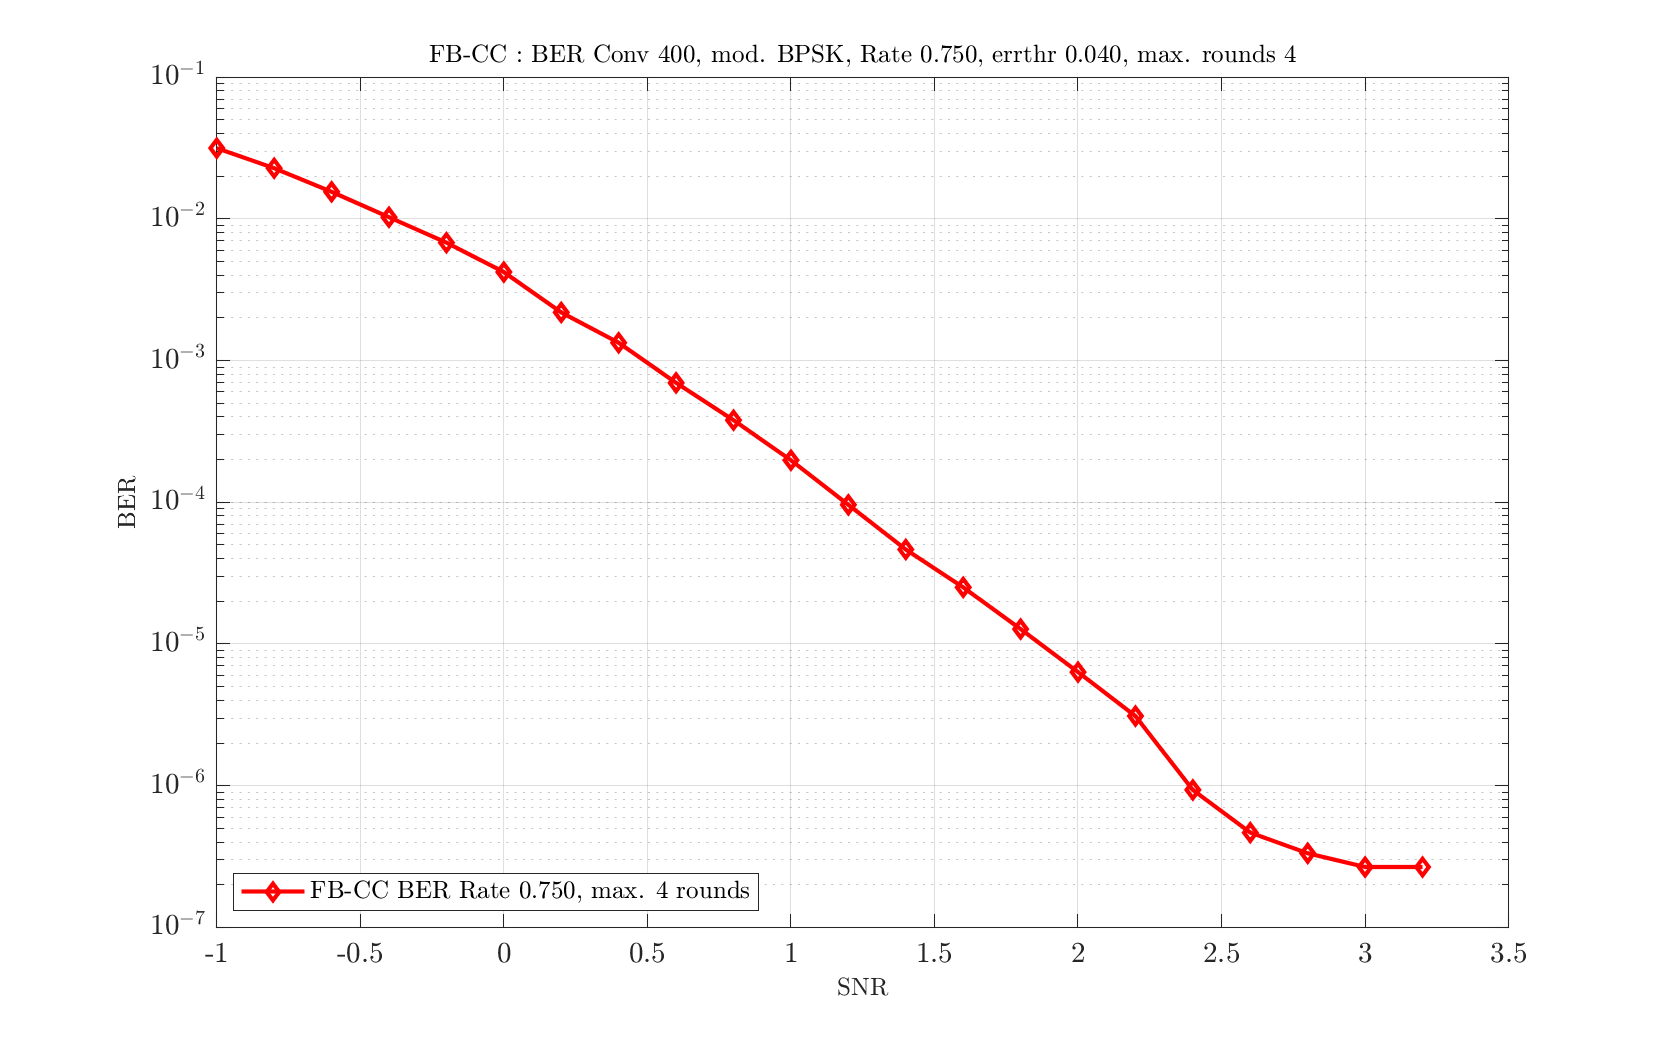 FB-CC : BER Conv 400, mod. BPSK, Rate 0.750, errthr 0.040, max. rounds 4
10^{-1}
10^{-2}
10^{-3}
10^{-4}
10^{-5}
10^{-6}
10^{-7}
BER
FB-CC BER Rate 0.750, max. 4 rounds
-1 -0.5 0 0.5 1 1.5 2 2.5 3 3.5
SNR